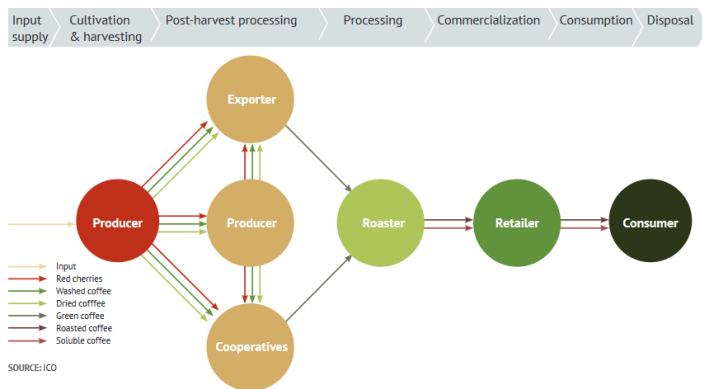 Input
supply
Cultivation
& harvesting
Post-harvest processing
Processing
Commercialization
Consumption
Disposal
Exporter
Producer
Producer
Roaster
Retailer
Consumer
Cooperatives
Input
Red cherries
Washed coffee
Dried cofffee
Green coffee
Roasted coffee
Soluble coffee
SOURCE: ICO